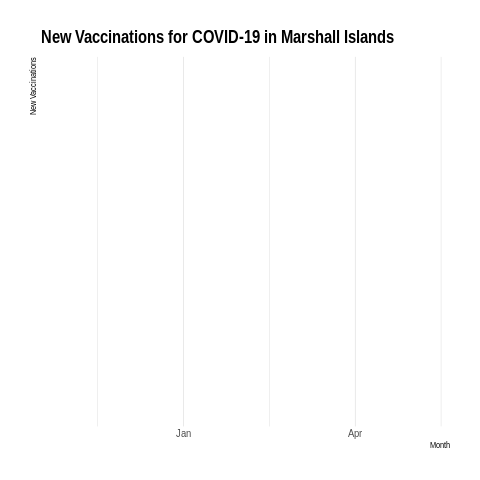 New Vaccinations for COVID-19 in Marshall Islands
New Vaccinations
Jan
Apr
Month